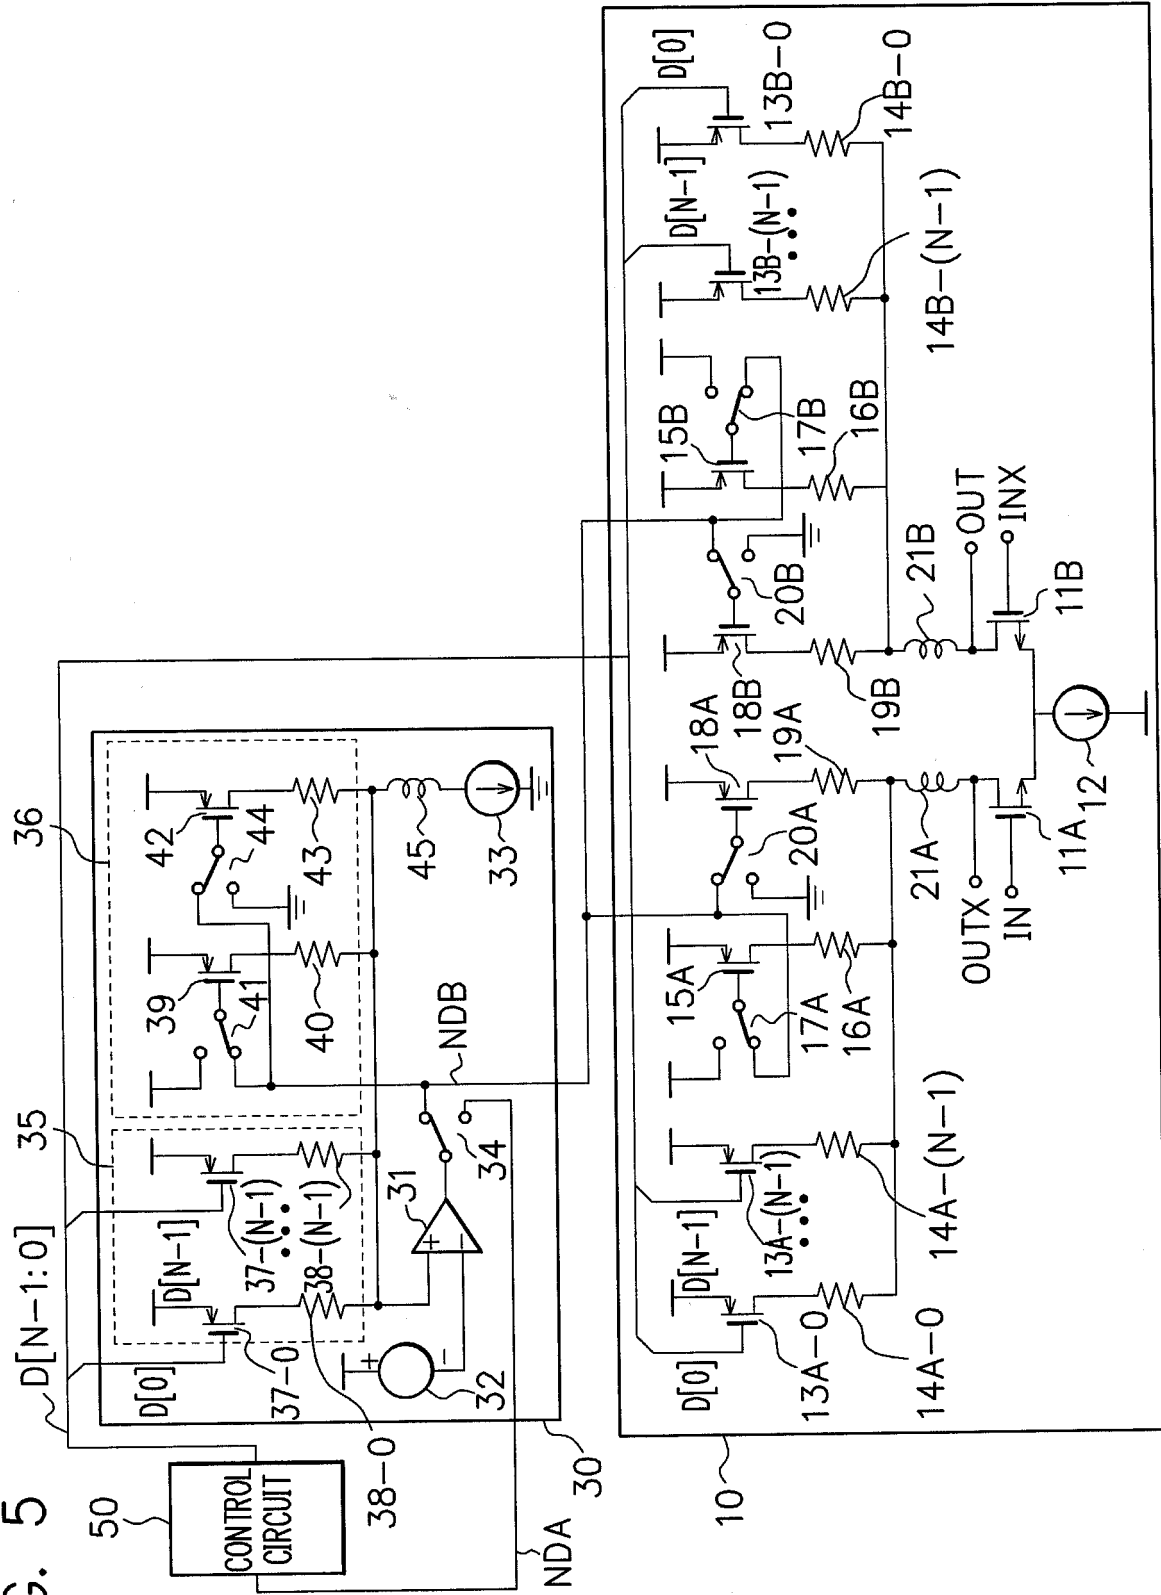 G. 5
50
CONTROL
CIRCUIT
D[N-1:0]
NDA
30
35
36
D[0]
D[N-1]
37-0
37-(N-1)
38-0
38-(N-1)
39
40
41
42
43
44
45
33
31
32
34
+
-
+
-
NDB
10
D[0]
D[N-1]
13A-0
13A-(N-1)
14A-0
14A-(N-1)
15A
16A
17A
18A
19A
20A
21A
OUTX
IN
11A
12
11B
INX
OUT
21B
18B
19B
20B
15B
16B
17B
D[N-1]
13B-(N-1)
14B-(N-1)
D[0]
13B-0
14B-0